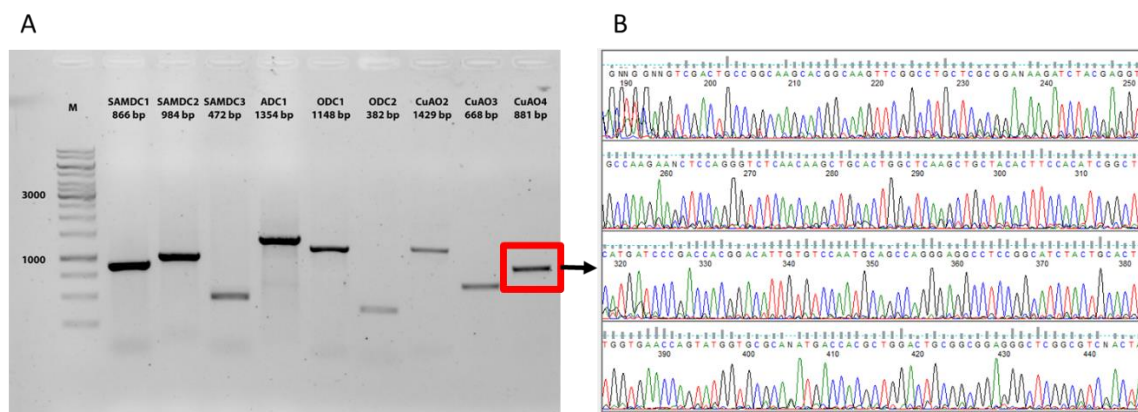 A
B
M
SAMDC1 SAMDC2 SAMDC3 ADC1 ODC1 ODC2 CuAO2 CuAO3 CuAO4
866 bp 984 bp 472 bp 1354 bp 1148 bp 382 bp 1429 bp 668 bp 881 bp
3000
1000
GNNGGNNGTCGACTGCCGGCAAGCACGGCAAGTTCGGCCTGCTCGCGGANAAGATCTACGAGGT
190 200 210 220 230 240 250
GCCAAGAANCTCCAGGGTCTCAACAAGCTGCACTGGCTCAAGCTGCTACACTTCCACATCGGCT
260 270 280 290 300 310
CATGATCCCGACCACGGACATTGTGTCCAATGCAGCCAGGGAGGCCTCCGGCATCTACTGCACT
320 330 340 350 360 370 380
TGGTGAACCAGTATGGTGCGCANATGACCACGCTGGACTGCGGCGGAGGGCTCGGCGTCNACTA
390 400 410 420 430 440